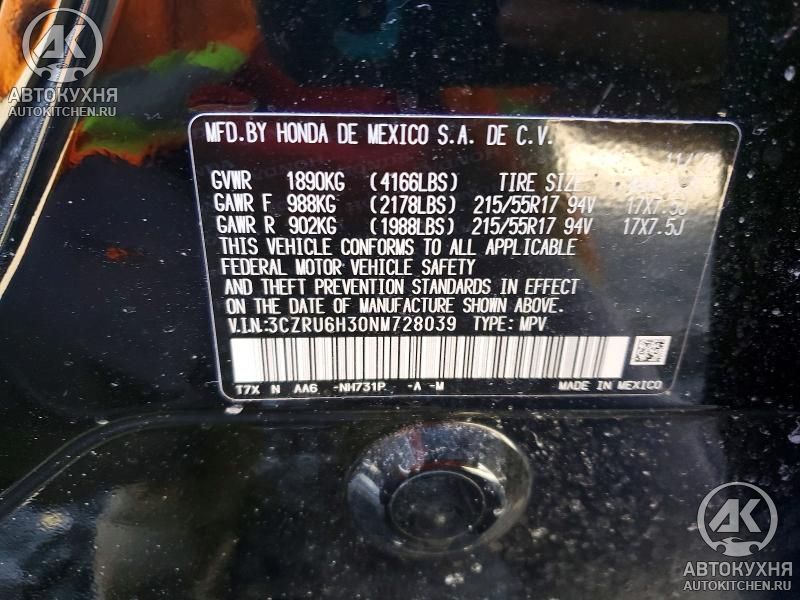 АК
АВТОКУХНЯ
AUTOKITCHEN.RU
MFD.BY HONDA DE MEXICO S.A. DE C.V.
GVWR 1890KG (4166LBS) TIRE SIZE
GAWR F 988KG (2178LBS) 215/55R17 94V 17X7.5J
GAWR R 902KG (1988LBS) 215/55R17 94V 17X7.5J
THIS VEHICLE CONFORMS TO ALL APPLICABLE
FEDERAL MOTOR VEHICLE SAFETY
AND THEFT PREVENTION STANDARDS IN EFFECT
ON THE DATE OF MANUFACTURE SHOWN ABOVE.
V.I.N.:3CZRU6H30NM728039 TYPE: MPV
T7X N AA6 -NH731P -A -M MADE IN MEXICO
АК
АВТОКУХНЯ
AUTOKITCHEN.RU